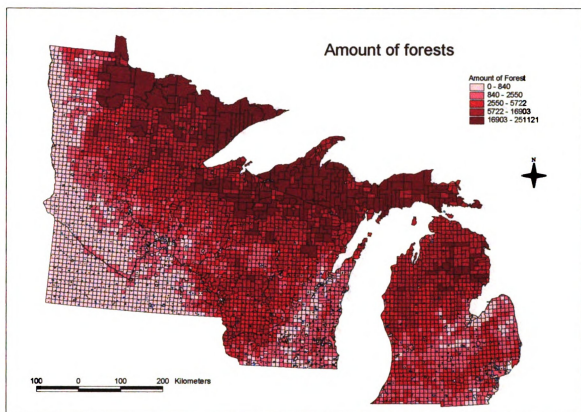 Amount of forests
Amount of Forest
0 - 840
840 - 2550
2550 - 5722
5722 - 16903
16903 - 251121
N
100 0 100 200 Kilometers